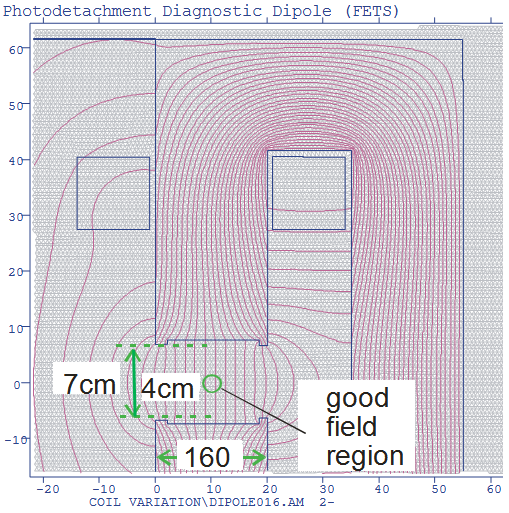 Photodetachment Diagnostic Dipole (FETS)
60
50
40
30
20
10
0
-10
7cm
4cm
good
field
region
160
-20 -10 0 10 20 30 40 50 60
COIL VARIATION\DIPOLE016.AM 2-